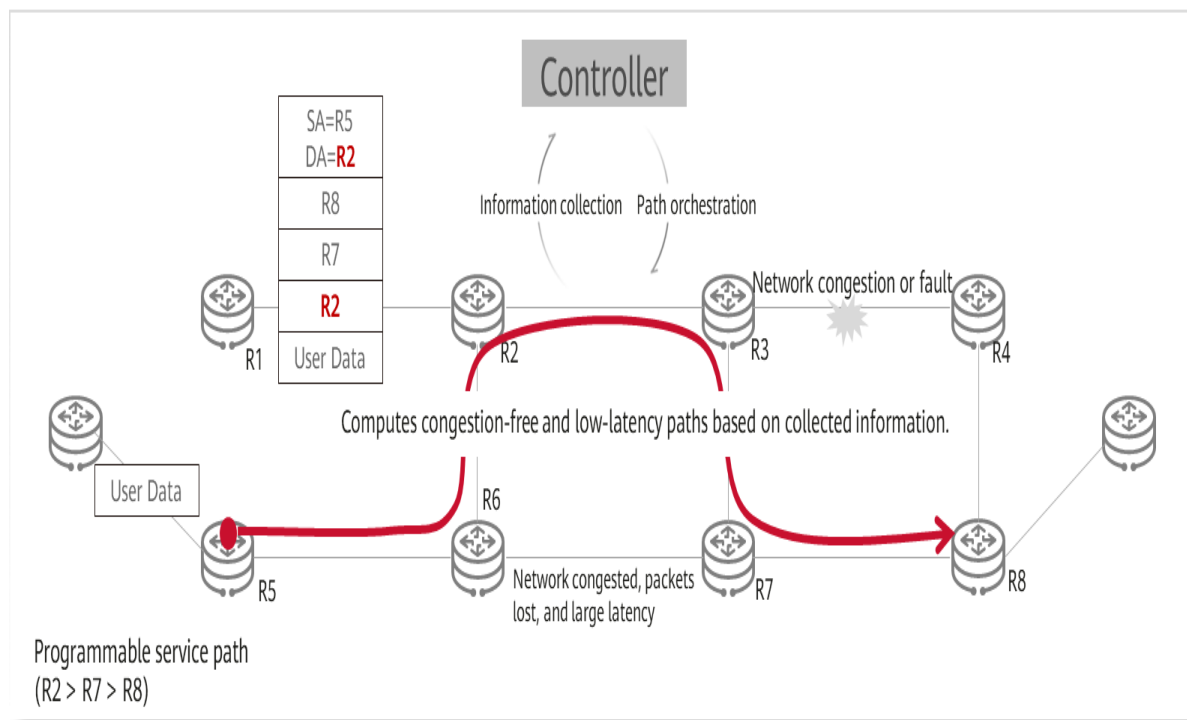 Controller
SA=R5
DA=R2
R8
R7
R2
User Data
Information collection
Path orchestration
Network congestion or fault
R1
R2
R3
R4
Computes congestion-free and low-latency paths based on collected information.
User Data
R6
R5
Network congested, packets
lost, and large latency
R7
R8
Programmable service path
(R2 > R7 > R8)